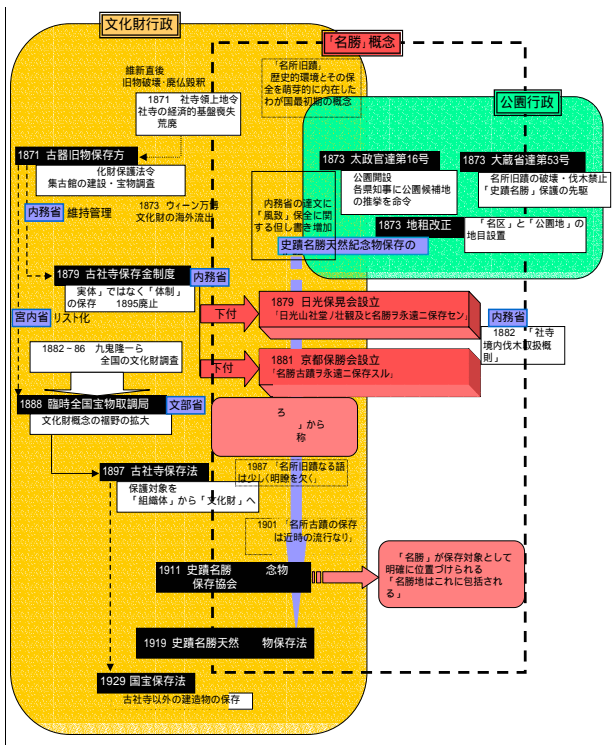 文化財行政
「名勝」概念
公園行政
維新直後
旧物破壊・廃仏毀釈
1871　社寺領上地令
社寺の経済的基盤喪失
荒廃
「名所旧蹟」
歴史的環境とその保
全を萌芽的に内在した
わが国最初期の概念
1871 古器旧物保存方
化財保護法令
集古館の建設・宝物調査
内務省 維持管理
1873 ウィーン万博
文化財の海外流出
1873 太政官達第16号
公園開設
各県知事に公園候補地
の推挙を命令
1873 大蔵省達第53号
名所旧蹟の破壊・伐木禁止
「史蹟名勝」保護の先駆
内務省の達文に
「風致」保全に関
する但し書き増加
1873 地租改正
「名区」と「公園地」の
地目設置
史蹟名勝天然紀念物保存の
1879 古社寺保存金制度
内務省
実体」ではなく「体制」
の保存　1895廃止
宮内省 リスト化
下付
1879 日光保晃会設立
「日光山社堂ノ壮観及ヒ名勝ヲ永遠ニ保存セン」
内務省
1882 「社寺
境内伐木取扱概
則」
1882－86 九鬼隆一ら
全国の文化財調査
下付
1881 京都保勝会設立
「名勝古蹟ヲ永遠ニ保存スル」
1888 臨時全国宝物取調局
文部省
文化財概念の裾野の拡大
ろ
」から
称
1897 古社寺保存法
保護対象を
「組織体」から「文化財」へ
1987 「名所旧蹟なる語
は少しく明瞭を欠く」
1901 「名所古蹟の保存
は近時の流行なり」
1911 史蹟名勝　　　念物
保存協会
「名勝」が保存対象として
明確に位置づけられる
「名勝地はこれに包括され
る」
1919 史蹟名勝天然　　　物保存法
1929 国宝保存法
古社寺以外の建造物の保存